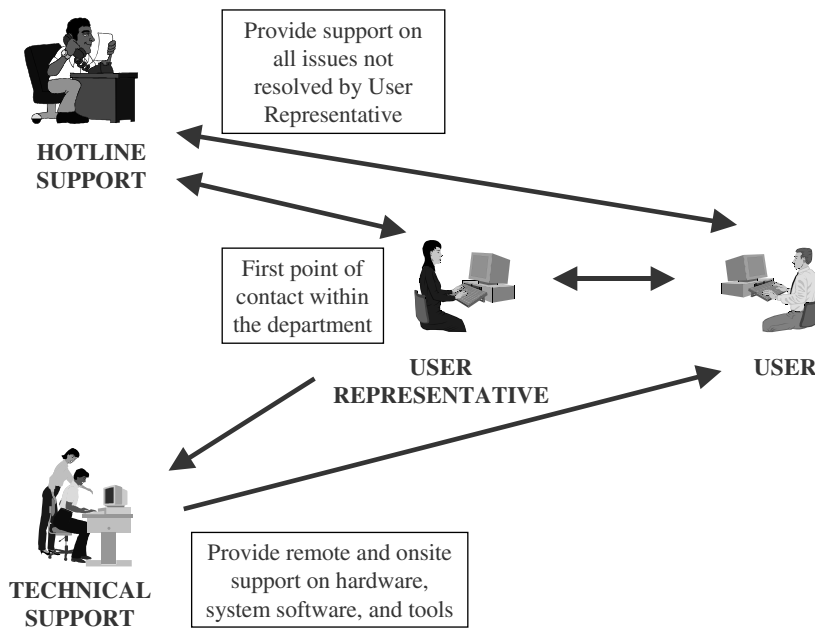 Provide support on
all issues not
resolved by User
Representative
HOTLINE
SUPPORT
First point of
contact within
the department
USER
REPRESENTATIVE
USER
TECHNICAL
SUPPORT
Provide remote and onsite
support on hardware,
system software, and tools